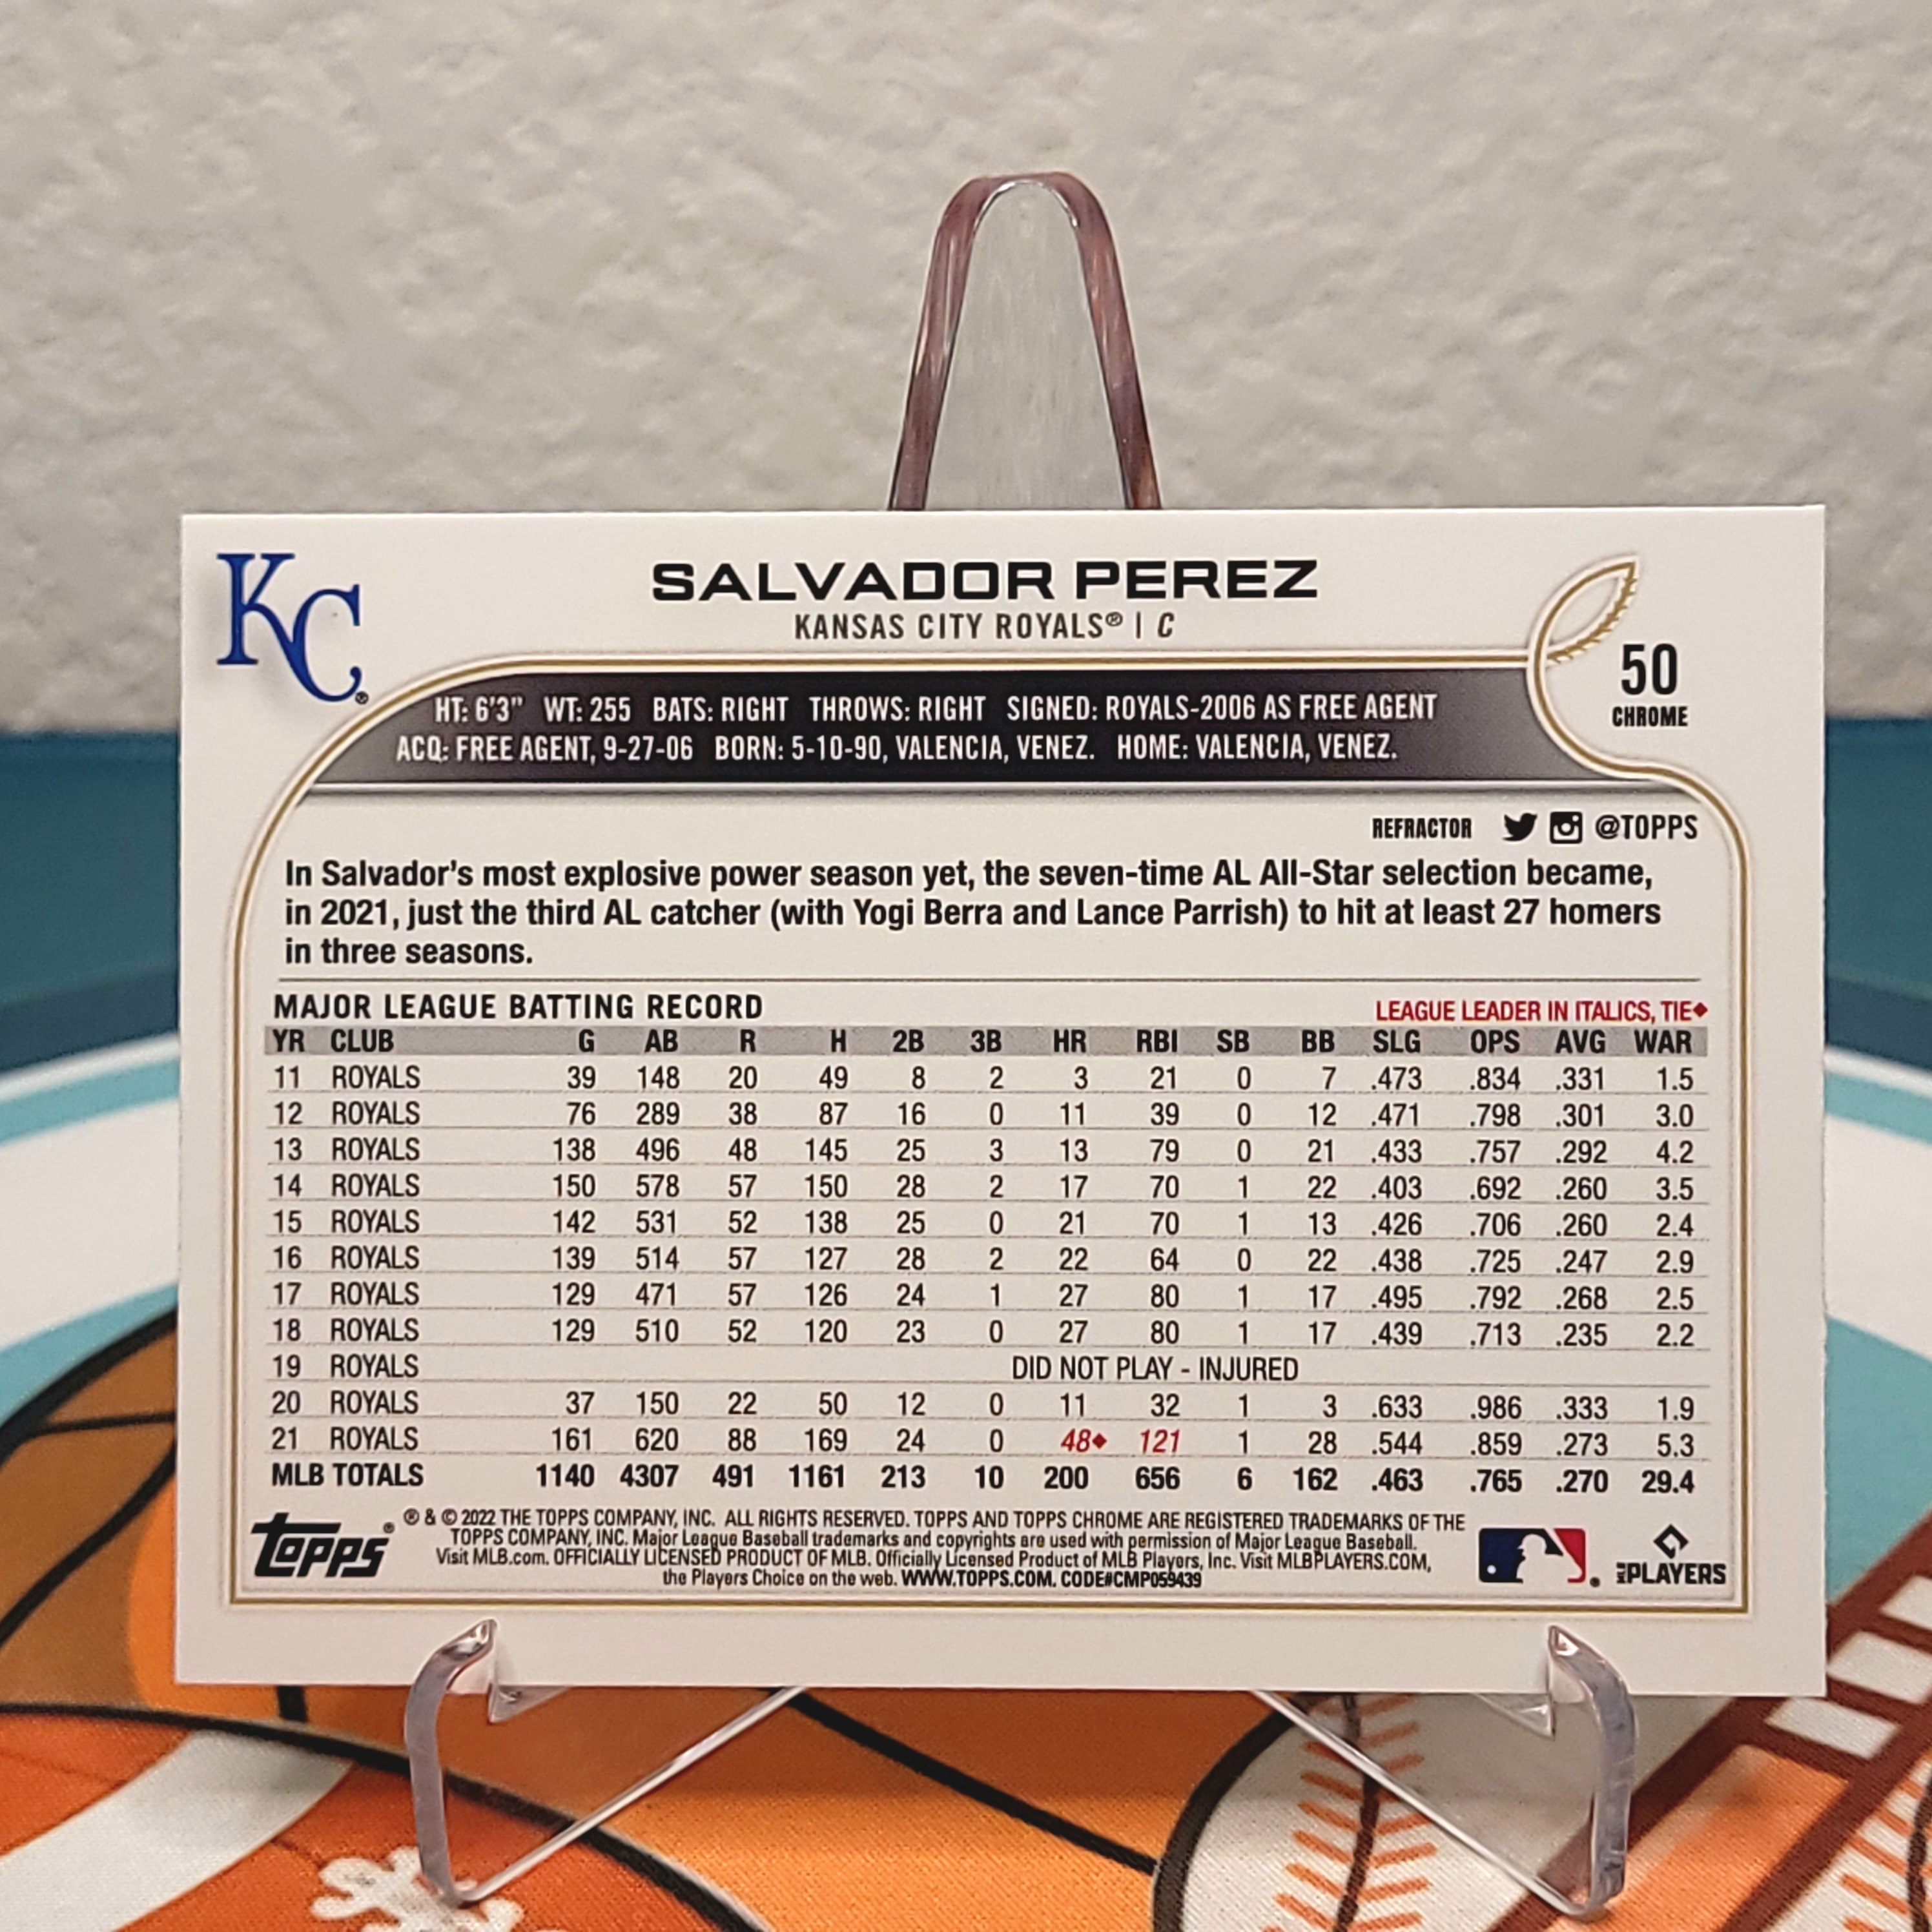 KC®
SALVADOR PEREZ
KANSAS CITY ROYALS® | C
50
CHROME
HT: 6'3" WT: 255 BATS: RIGHT THROWS: RIGHT SIGNED: ROYALS-2006 AS FREE AGENT
ACQ: FREE AGENT, 9-27-06 BORN: 5-10-90, VALENCIA, VENEZ. HOME: VALENCIA, VENEZ.
REFRACTOR @TOPPS
In Salvador's most explosive power season yet, the seven-time AL All-Star selection became,
in 2021, just the third AL catcher (with Yogi Berra and Lance Parrish) to hit at least 27 homers
in three seasons.
MAJOR LEAGUE BATTING RECORD LEAGUE LEADER IN ITALICS, TIE◆
YR CLUB G AB R H 2B 3B HR RBI SB BB SLG OPS AVG WAR
11 ROYALS 39 148 20 49 8 2 3 21 0 7 .473 .834 .331 1.5
12 ROYALS 76 289 38 87 16 0 11 39 0 12 .471 .798 .301 3.0
13 ROYALS 138 496 48 145 25 3 13 79 0 21 .433 .757 .292 4.2
14 ROYALS 150 578 57 150 28 2 17 70 1 22 .403 .692 .260 3.5
15 ROYALS 142 531 52 138 25 0 21 70 1 13 .426 .706 .260 2.4
16 ROYALS 139 514 57 127 28 2 22 64 0 22 .438 .725 .247 2.9
17 ROYALS 129 471 57 126 24 1 27 80 1 17 .495 .792 .268 2.5
18 ROYALS 129 510 52 120 23 0 27 80 1 17 .439 .713 .235 2.2
19 ROYALS DID NOT PLAY - INJURED
20 ROYALS 37 150 22 50 12 0 11 32 1 3 .633 .986 .333 1.9
21 ROYALS 161 620 88 169 24 0 48◆ 121 1 28 .544 .859 .273 5.3
MLB TOTALS 1140 4307 491 1161 213 10 200 656 6 162 .463 .765 .270 29.4
topps®
® & © 2022 THE TOPPS COMPANY, INC. ALL RIGHTS RESERVED. TOPPS AND TOPPS CHROME ARE REGISTERED TRADEMARKS OF THE
TOPPS COMPANY, INC. Major League Baseball trademarks and copyrights are used with permission of Major League Baseball.
Visit MLB.com. OFFICIALLY LICENSED PRODUCT OF MLB. Officially Licensed Product of MLB Players, Inc. Visit MLBPLAYERS.COM,
the Players Choice on the web. WWW.TOPPS.COM. CODE#CMP059439
MLB PLAYERS